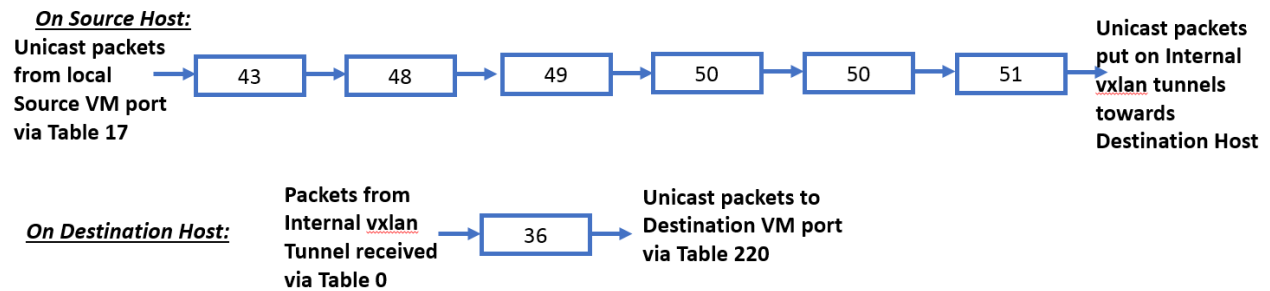 On Source Host:
Unicast packets
from local
Source VM port
via Table 17
43
48
49
50
50
51
Unicast packets
put on Internal
vxlan tunnels
towards
Destination Host
On Destination Host:
Packets from
Internal vxlan
Tunnel received
via Table 0
36
Unicast packets to
Destination VM port
via Table 220